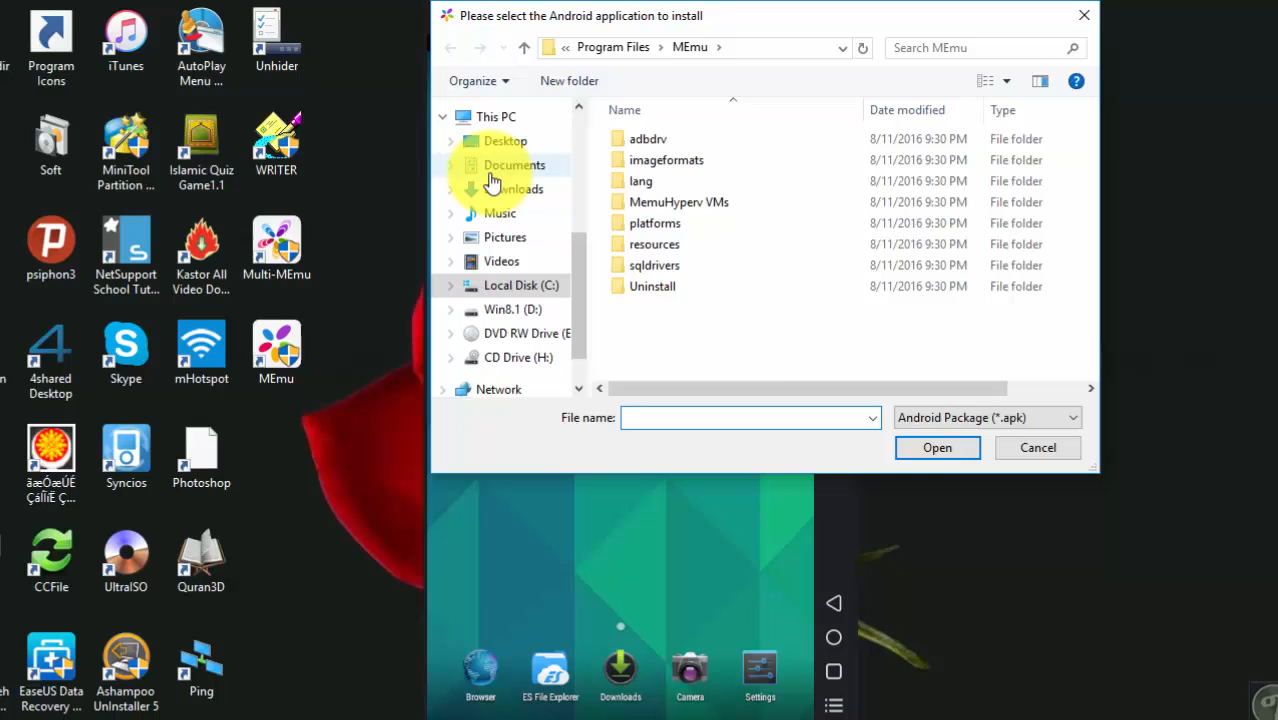 Please select the Android application to install
« Program Files > MEmu >
Search MEmu
Organize
New folder
This PC
Desktop
Documents
Music
Pictures
Videos
Local Disk (C:)
Win8.1 (D:)
DVD RW Drive (E
CD Drive (H:)
Network
Name
Date modified
Type
adbdrv 8/11/2016 9:30 PM File folder
imageformats 8/11/2016 9:30 PM File folder
lang 8/11/2016 9:30 PM File folder
MemuHyperv VMs 8/11/2016 9:30 PM File folder
platforms 8/11/2016 9:30 PM File folder
resources 8/11/2016 9:30 PM File folder
sqldrivers 8/11/2016 9:30 PM File folder
Uninstall 8/11/2016 9:30 PM File folder
File name:
Android Package (*.apk)
Open
Cancel
Program
Icons
iTunes
AutoPlay
Menu ...
Unhider
Soft
MiniTool
Partition ...
Islamic Quiz
Game1.1
WRITER
psiphon3
NetSupport
School Tut...
Kastor All
Video Do...
Multi-MEmu
4shared
Desktop
Skype
mHotspot
MEmu
ãæÓæÚÉ
Syncios
Photoshop
CCFile
UltraISO
Quran3D
EaseUS Data
Recovery ...
Ashampoo
UnInstaller 5
Ping
Browser
ES File Explorer
Downloads
Camera
Settings